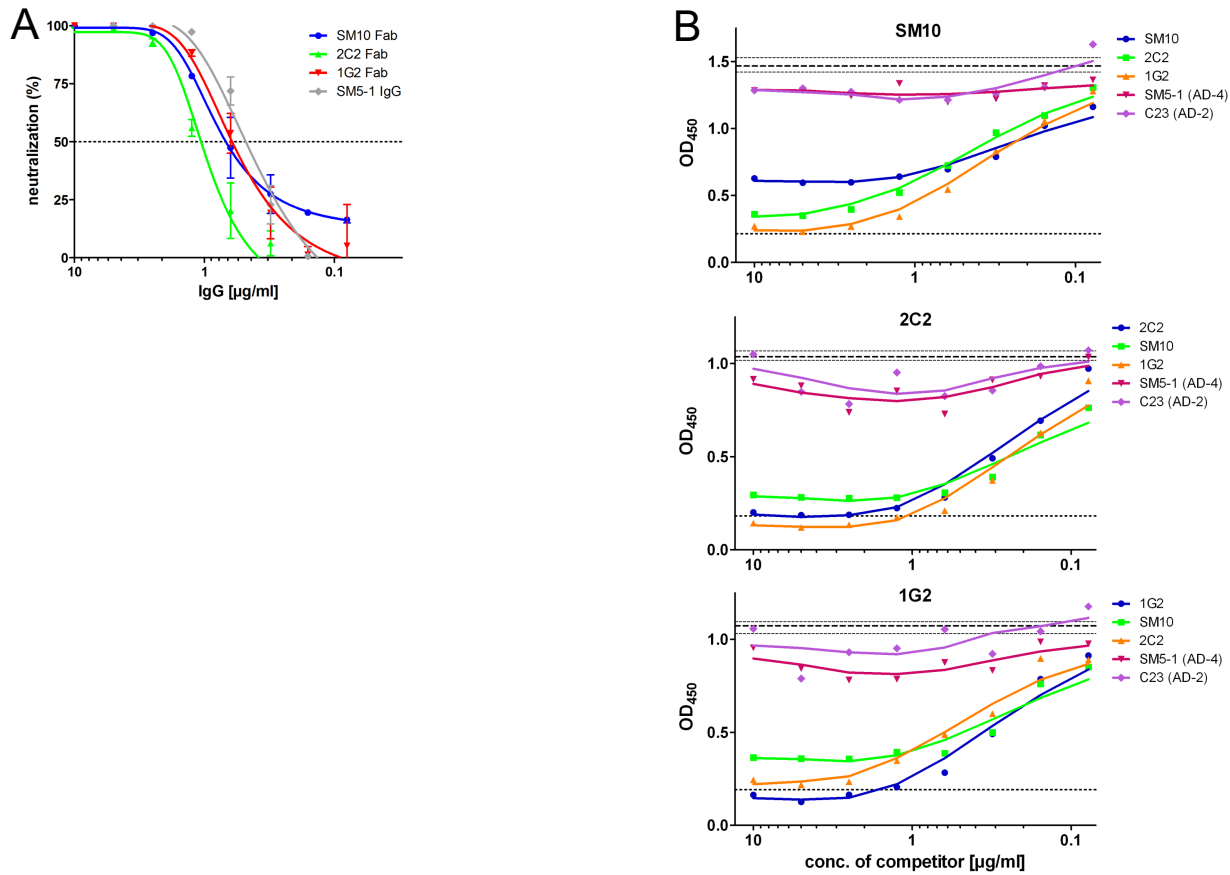 A
100
75
50
25
0
neutralization (%)
10
1
0.1
IgG [µg/ml]
SM10 Fab
2C2 Fab
1G2 Fab
SM5-1 IgG
B
SM10
1.5
1.0
0.5
0.0
OD450
10
1
0.1
SM10
2C2
1G2
SM5-1 (AD-4)
C23 (AD-2)
2C2
1.0
0.5
0.0
OD450
10
1
0.1
2C2
SM10
1G2
SM5-1 (AD-4)
C23 (AD-2)
1G2
1.0
0.5
0.0
OD450
10
1
0.1
conc. of competitor [µg/ml]
1G2
SM10
2C2
SM5-1 (AD-4)
C23 (AD-2)